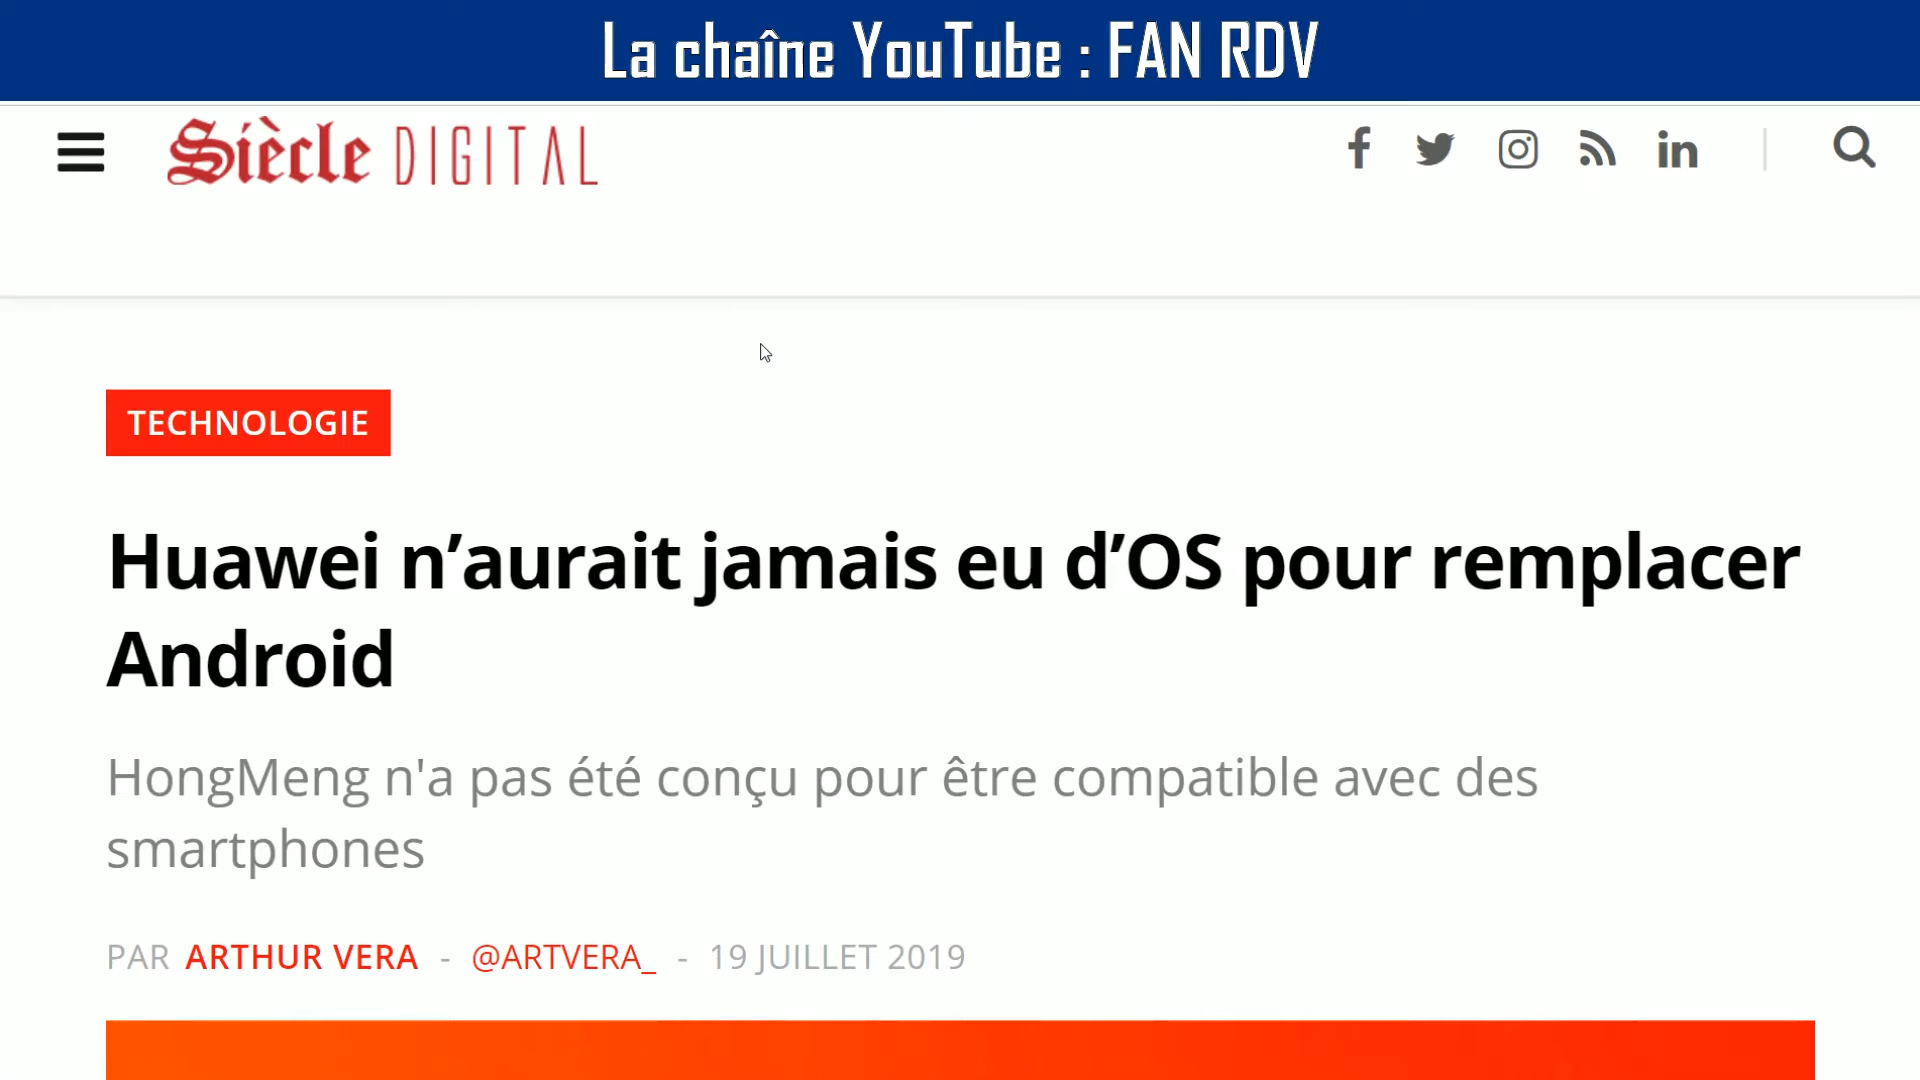 La chaîne YouTube : FAN RDV
Siècle DIGITAL
TECHNOLOGIE
Huawei n’aurait jamais eu d’OS pour remplacer
Android
HongMeng n'a pas été conçu pour être compatible avec des
smartphones
PAR ARTHUR VERA - @ARTVERA_ - 19 JUILLET 2019